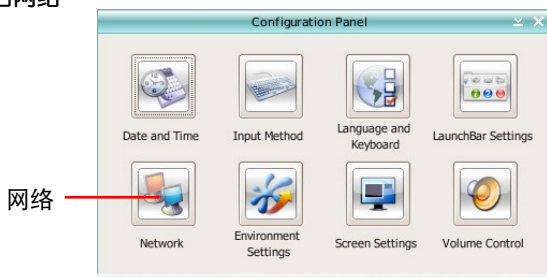 Configuration Panel
Date and Time
Input Method
Language and
Keyboard
LaunchBar Settings
网络
Network
Environment
Settings
Screen Settings
Volume Control